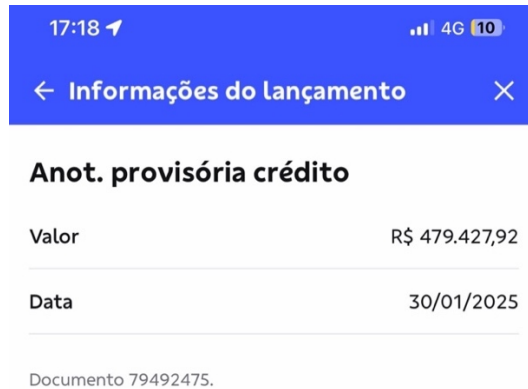 17:18 4G 10
Informações do lançamento
Anot. provisória crédito
Valor R$ 479.427,92
Data 30/01/2025
Documento 79492475.